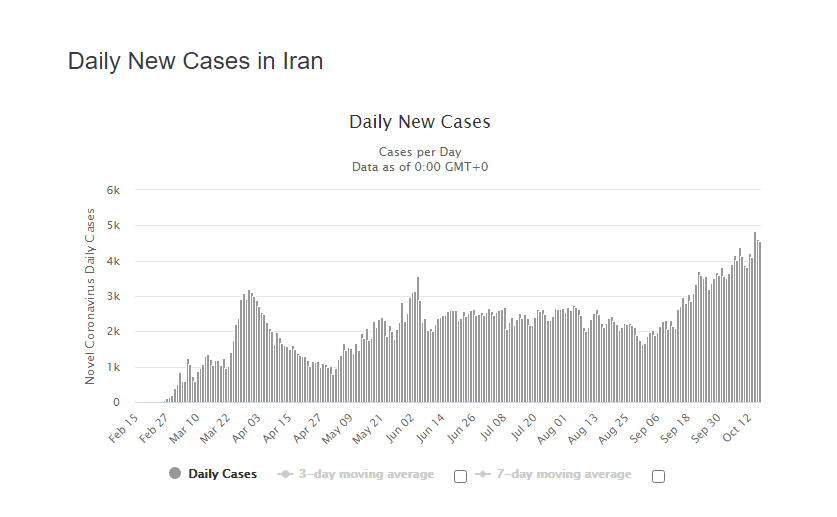 Daily New Cases in Iran
Daily New Cases
Cases per Day
Data as of 0:00 GMT+0
Novel Coronavirus Daily Cases
6k
5k
4k
3k
2k
1k
0
Feb 15
Feb 27
Mar 10
Mar 22
Apr 03
Apr 15
Apr 27
May 09
May 21
Jun 02
Jun 14
Jun 26
Jul 08
Jul 20
Aug 01
Aug 13
Aug 25
Sep 06
Sep 18
Sep 30
Oct 12
Daily Cases 3-day moving average 7-day moving average